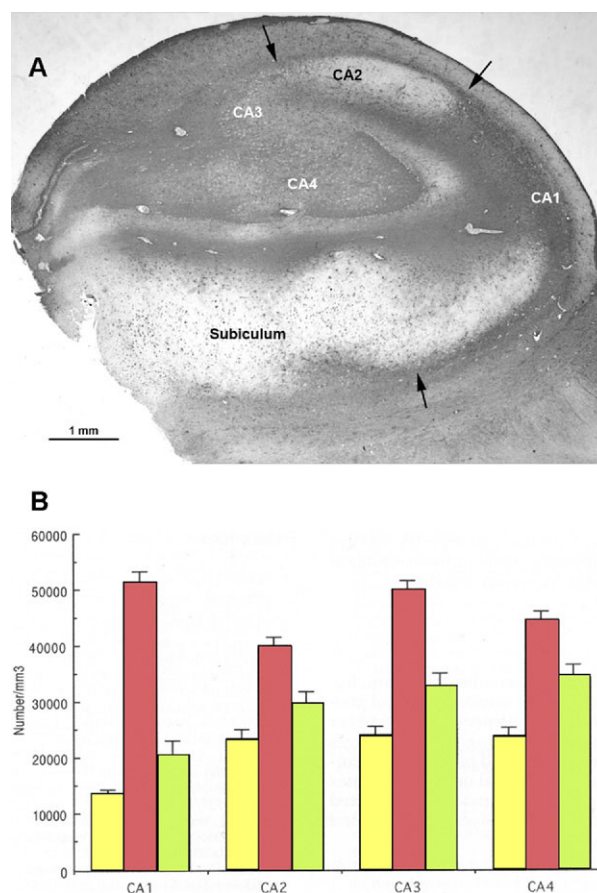 A
CA2
CA3
CA4
CA1
Subiculum
1 mm
B
60000
50000
40000
30000
20000
10000
0
Number/mm3
CA1 CA2 CA3 CA4